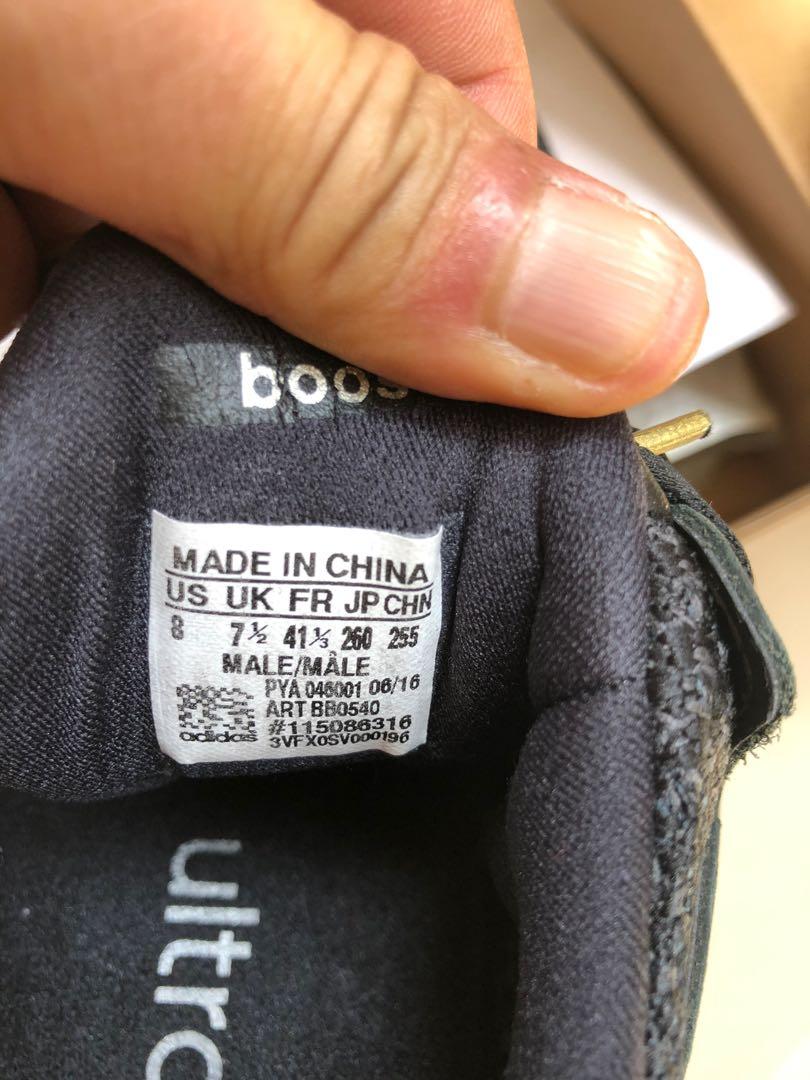 boos
MADE IN CHINA
US UK FR JP CHN
8 7½ 41⅓ 260 255
MALE/MÂLE
PYA 046001 06/16
ART BB0540
#115086316
adidas 3VFX0SV000196
ultra